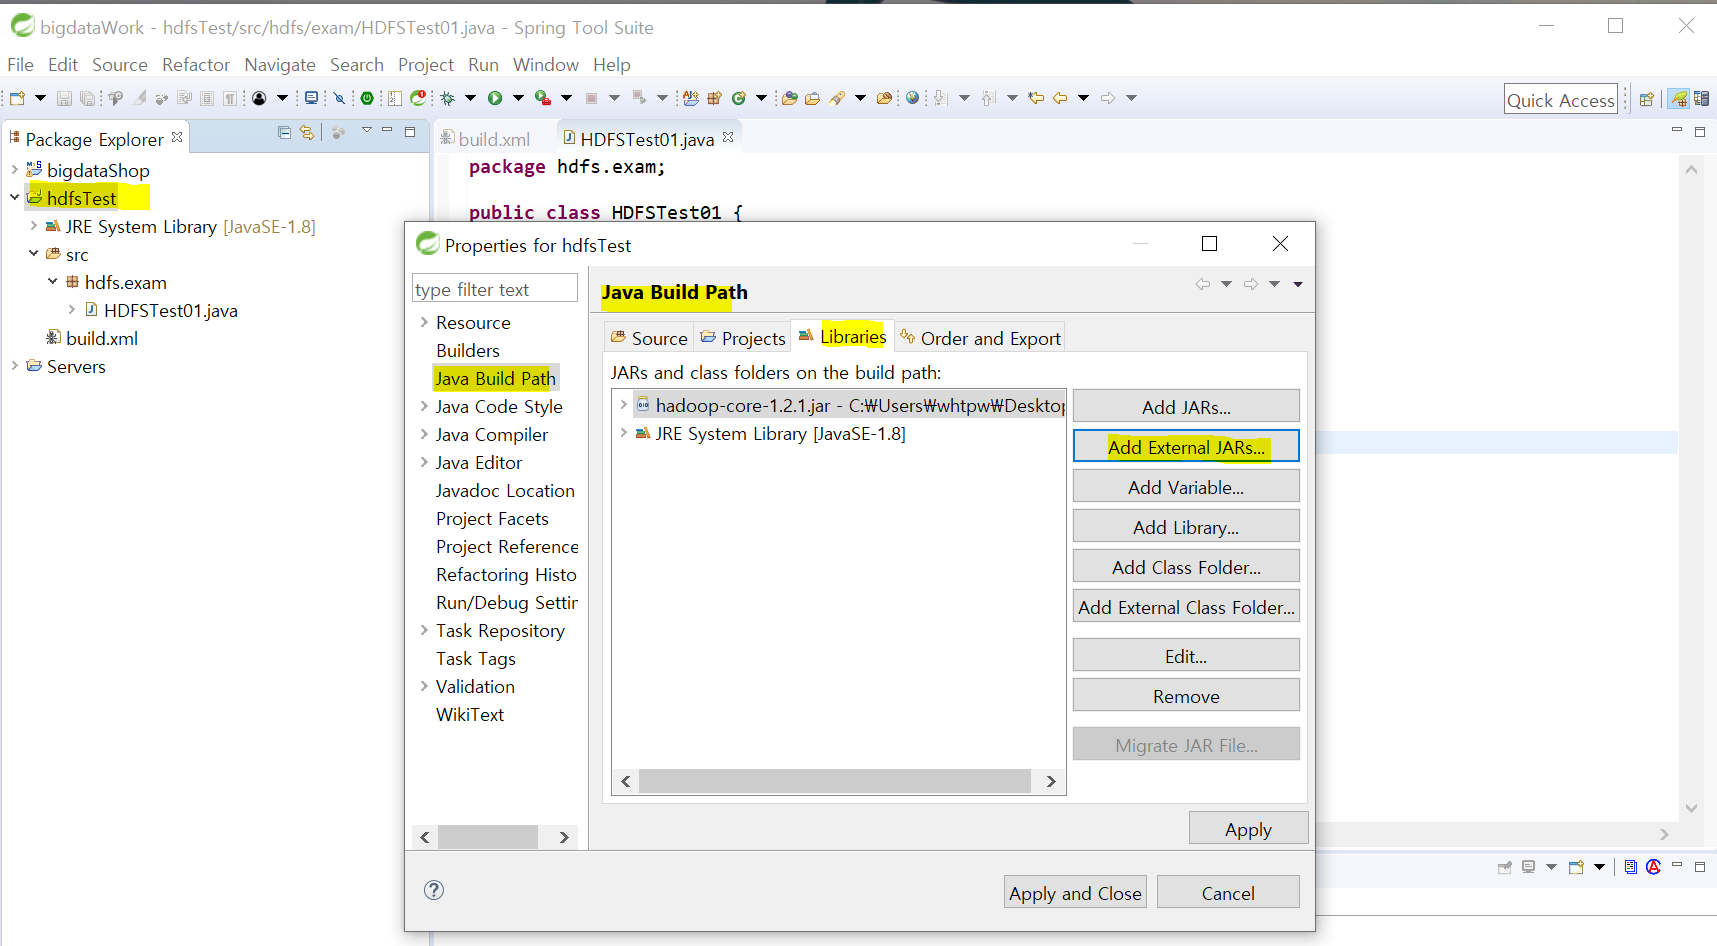 bigdataWork - hdfsTest/src/hdfs/exam/HDFSTest01.java - Spring Tool Suite
File Edit Source Refactor Navigate Search Project Run Window Help
Quick Access
Package Explorer
build.xml
HDFSTest01.java
bigdataShop
hdfsTest
JRE System Library [JavaSE-1.8]
src
hdfs.exam
HDFSTest01.java
build.xml
Servers
package hdfs.exam;
public class HDFSTest01 {
Properties for hdfsTest
type filter text
Resource
Builders
Java Build Path
Java Code Style
Java Compiler
Java Editor
Javadoc Location
Project Facets
Project Reference
Refactoring Histo
Run/Debug Settin
Task Repository
Task Tags
Validation
WikiText
Java Build Path
Source Projects Libraries Order and Export
JARs and class folders on the build path:
hadoop-core-1.2.1.jar - C:₩Users₩whtpw₩Desktop
JRE System Library [JavaSE-1.8]
Add JARs...
Add External JARs...
Add Variable...
Add Library...
Add Class Folder...
Add External Class Folder...
Edit...
Remove
Migrate JAR File...
Apply
Apply and Close
Cancel